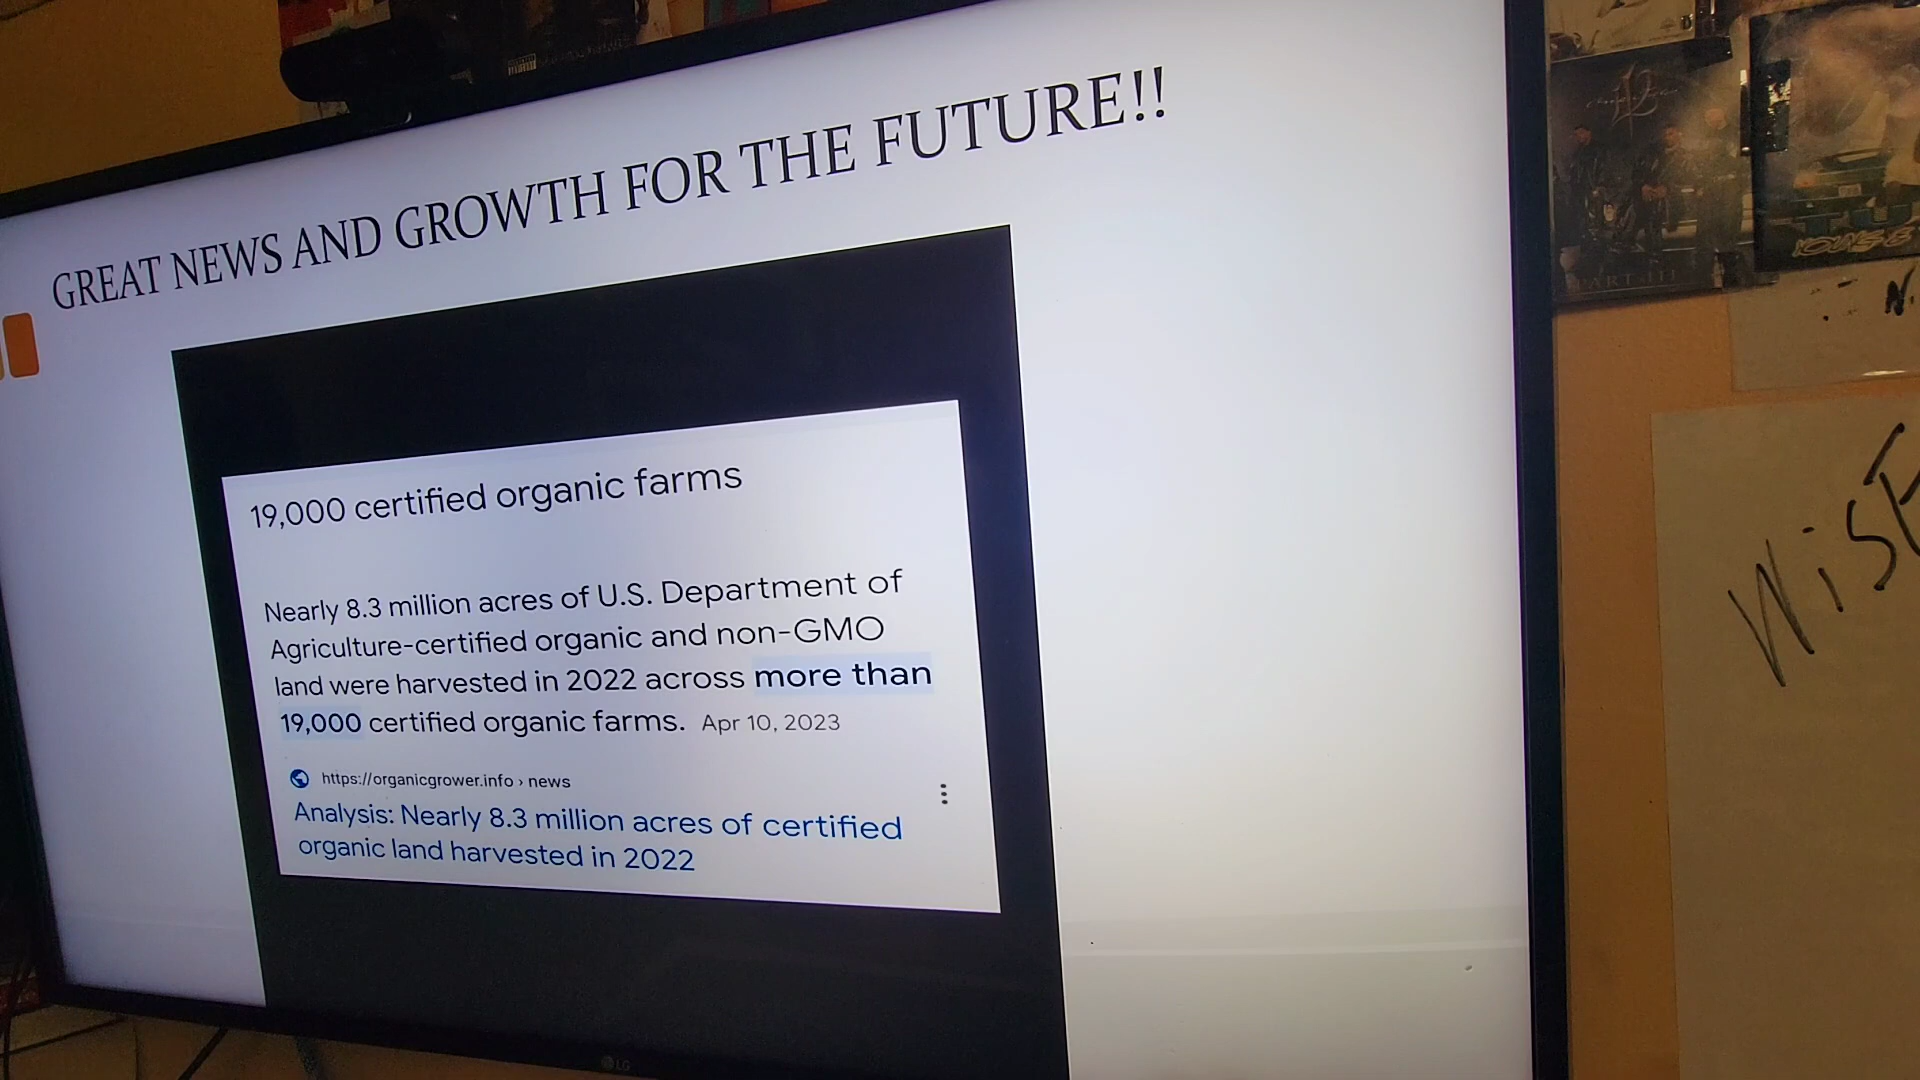 GREAT NEWS AND GROWTH FOR THE FUTURE!!
19,000 certified organic farms
Nearly 8.3 million acres of U.S. Department of
Agriculture-certified organic and non-GMO
land were harvested in 2022 across more than
19,000 certified organic farms. Apr 10, 2023
https://organicgrower.info › news
Analysis: Nearly 8.3 million acres of certified
organic land harvested in 2022
LG
PART III
N.
WiSE